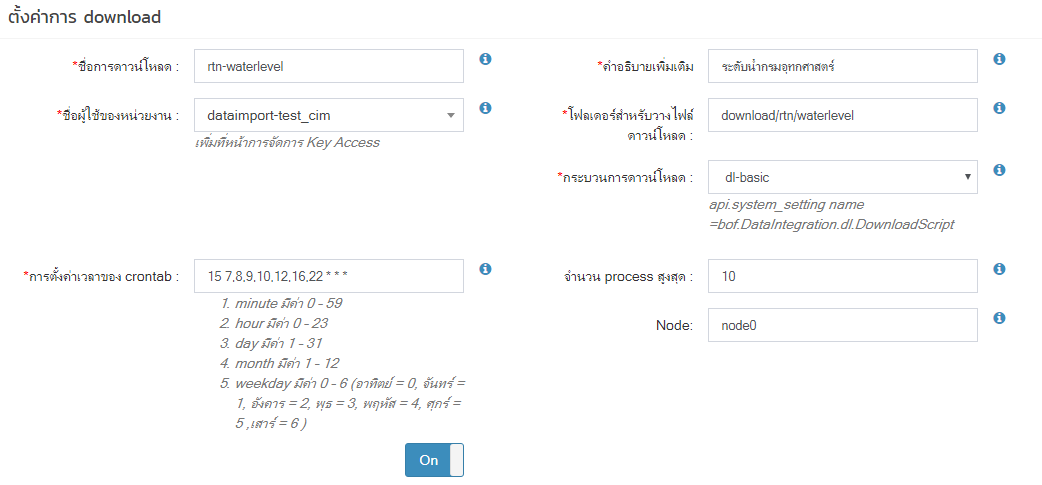 ตั้งค่าการ download
*ชื่อการดาวน์โหลด :
rtn-waterlevel
*คำอธิบายเพิ่มเติม
ระดับน้ำกรมอุทกศาสตร์
*ชื่อผู้ใช้ของหน่วยงาน :
dataimport-test_cim
เพิ่มที่หน้าการจัดการ Key Access
*โฟลเดอร์สำหรับวางไฟล์
ดาวน์โหลด :
download/rtn/waterlevel
*กระบวนการดาวน์โหลด :
dl-basic
api.system_setting name
=bof.DataIntegration.dl.DownloadScript
*การตั้งค่าเวลาของ crontab :
15 7,8,9,10,12,16,22 * * *
1. minute มีค่า 0 - 59
2. hour มีค่า 0 - 23
3. day มีค่า 1 - 31
4. month มีค่า 1 - 12
5. weekday มีค่า 0 - 6 (อาทิตย์ = 0, จันทร์ =
1, อังคาร = 2, พุธ = 3, พฤหัส = 4, ศุกร์ =
5 ,เสาร์ = 6 )
จำนวน process สูงสุด :
10
Node:
node0
On